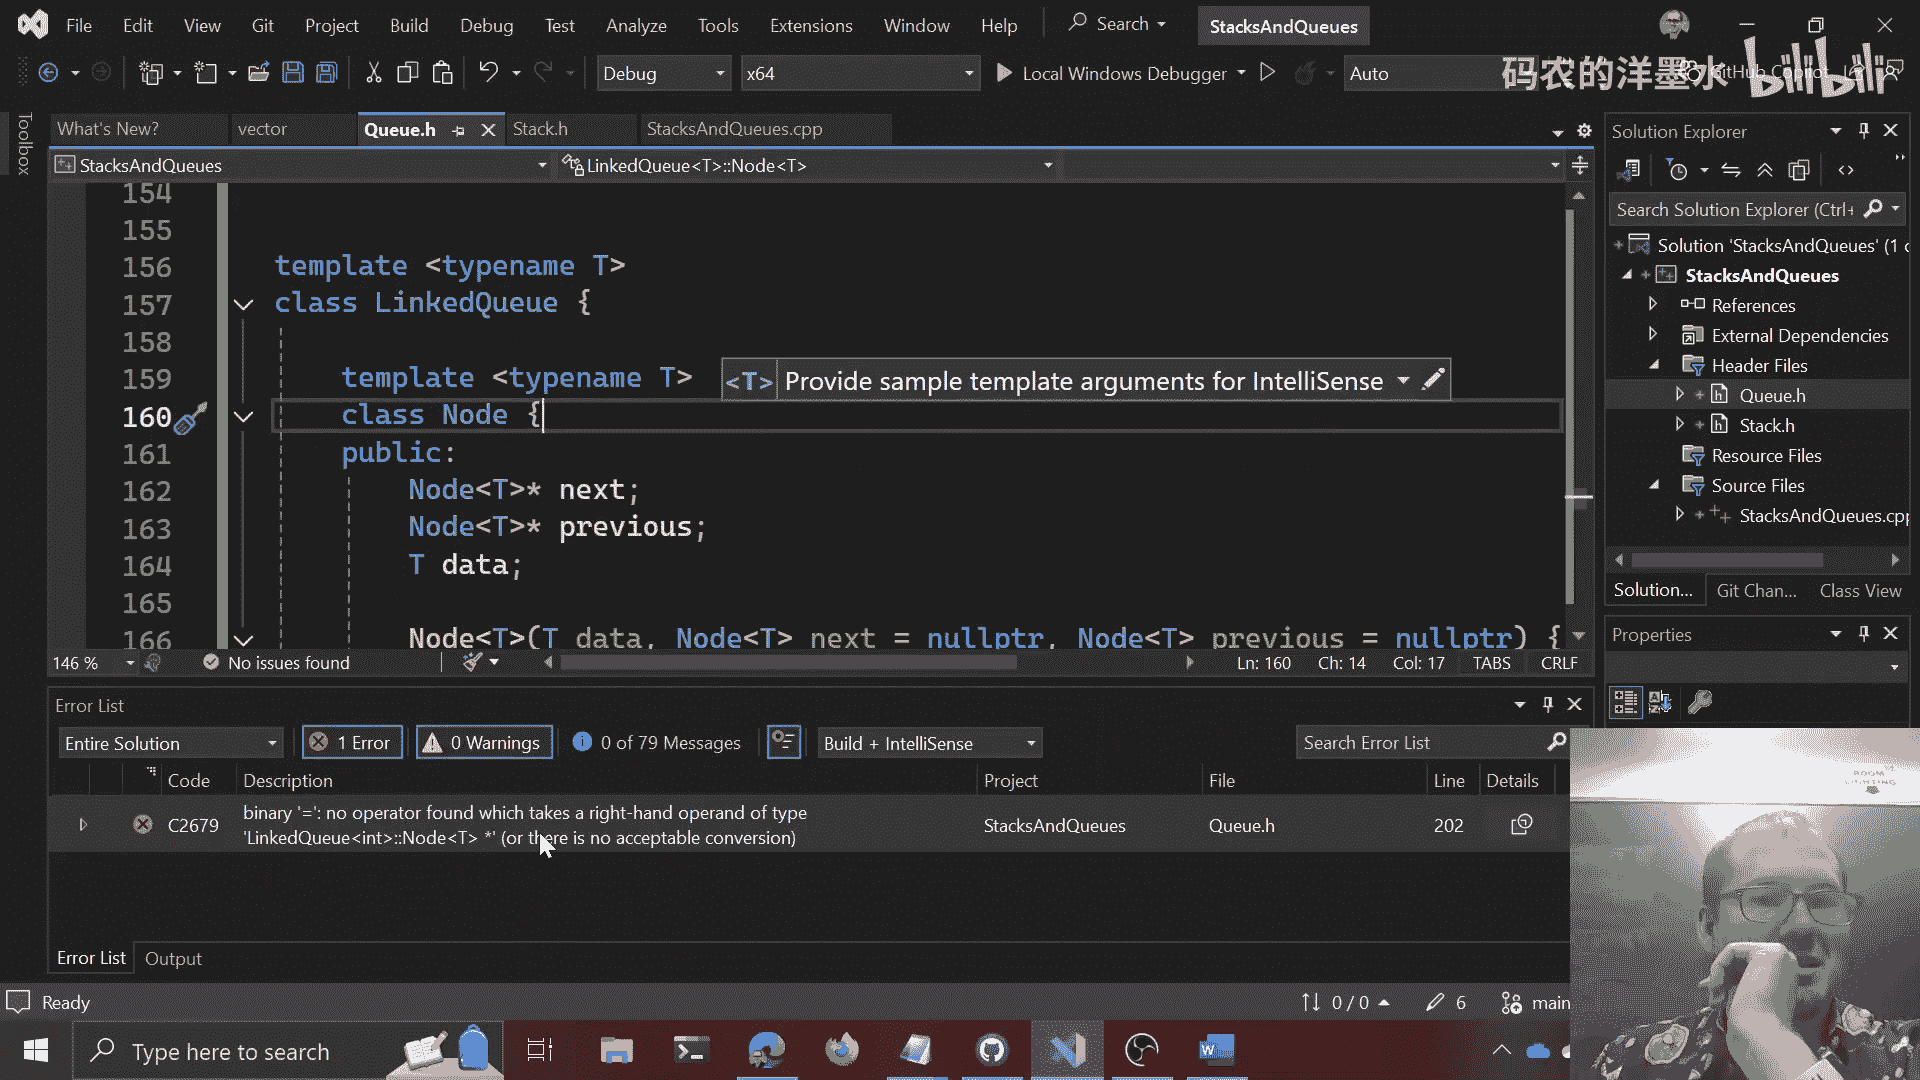 File Edit View Git Project Build Debug Test Analyze Tools Extensions Window Help Search StacksAndQueues
Debug x64 Local Windows Debugger Auto GitHub Copilot
码农的洋墨水 bilibili
Toolbox
What's New? vector Queue.h Stack.h StacksAndQueues.cpp
StacksAndQueues LinkedQueue<T>::Node<T>
154
155
156 template <typename T>
157 class LinkedQueue {
158
159 template <typename T> <T> Provide sample template arguments for IntelliSense
160 class Node {
161 public:
162 Node<T>* next;
163 Node<T>* previous;
164 T data;
165
166 Node<T>(T data, Node<T> next = nullptr, Node<T> previous = nullptr) {
146 % No issues found Ln: 160 Ch: 14 Col: 17 TABS CRLF
Solution Explorer
Search Solution Explorer (Ctrl+
Solution 'StacksAndQueues' (1 o
StacksAndQueues
References
External Dependencies
Header Files
Queue.h
Stack.h
Resource Files
Source Files
StacksAndQueues.cpp
Solution... Git Chan... Class View
Properties
Error List
Entire Solution 1 Error 0 Warnings 0 of 79 Messages Build + IntelliSense Search Error List
Code Description Project File Line Details
C2679 binary '=': no operator found which takes a right-hand operand of type
'LinkedQueue<int>::Node<T> *' (or there is no acceptable conversion) StacksAndQueues Queue.h 202
Error List Output
Ready 0 / 0 6 main
Type here to search
ROOM
LIGHTING